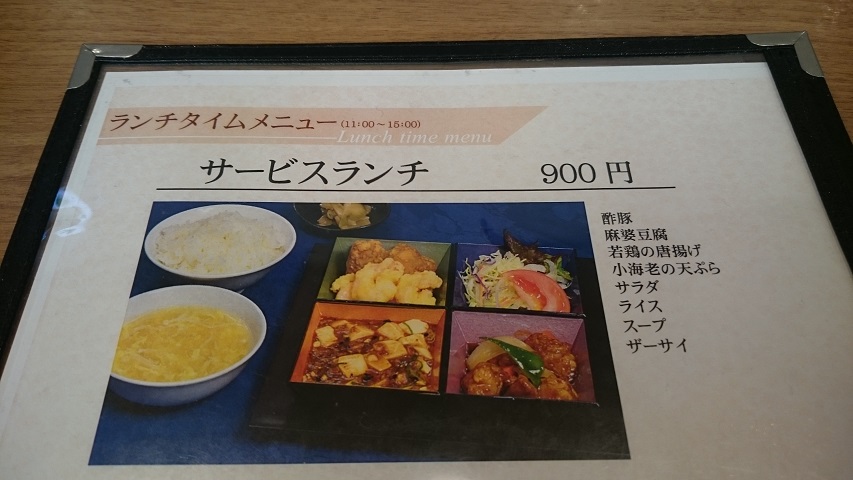 ランチタイムメニュー(11:00～15:00)
Lunch time menu
サービスランチ 900円
酢豚
麻婆豆腐
若鶏の唐揚げ
小海老の天ぷら
サラダ
ライス
スープ
ザーサイ